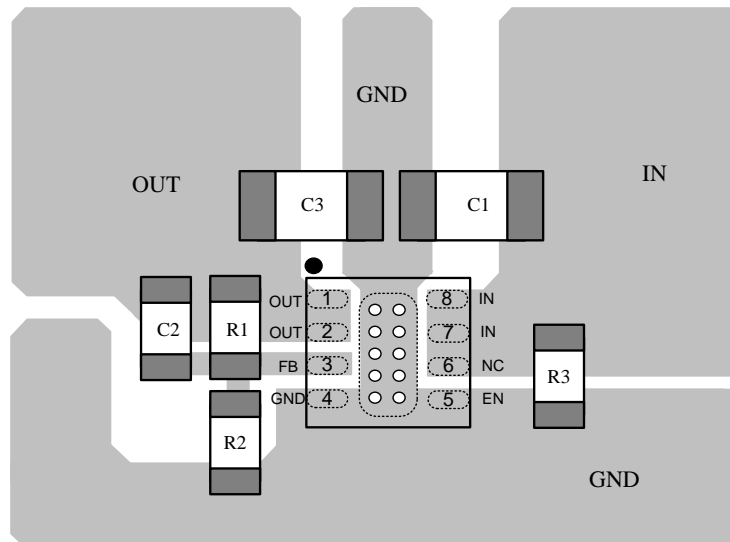 GND
OUT
IN
C3
C1
OUT 1 8 IN
OUT 2 7 IN
C2
R1
FB 3 6 NC
R3
GND 4 5 EN
R2
GND